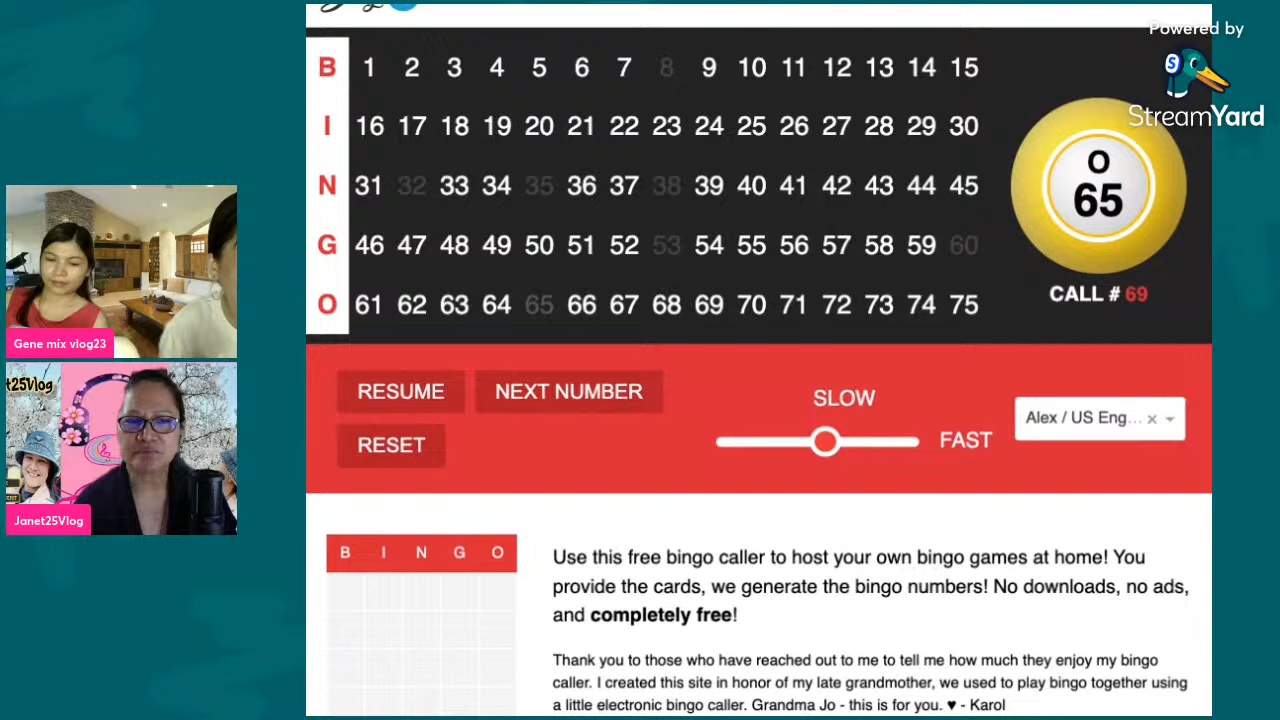 Powered by
StreamYard
B 1 2 3 4 5 6 7 8 9 10 11 12 13 14 15
I 16 17 18 19 20 21 22 23 24 25 26 27 28 29 30
N 31 32 33 34 35 36 37 38 39 40 41 42 43 44 45
G 46 47 48 49 50 51 52 53 54 55 56 57 58 59 60
O 61 62 63 64 65 66 67 68 69 70 71 72 73 74 75
O
65
CALL # 69
Gene mix vlog23
t25Vlog
Janet25Vlog
RESUME
NEXT NUMBER
RESET
SLOW
FAST
Alex / US Eng...
B I N G O
Use this free bingo caller to host your own bingo games at home! You
provide the cards, we generate the bingo numbers! No downloads, no ads,
and completely free!
Thank you to those who have reached out to me to tell me how much they enjoy my bingo
caller. I created this site in honor of my late grandmother, we used to play bingo together using
a little electronic bingo caller. Grandma Jo - this is for you. ♥ - Karol